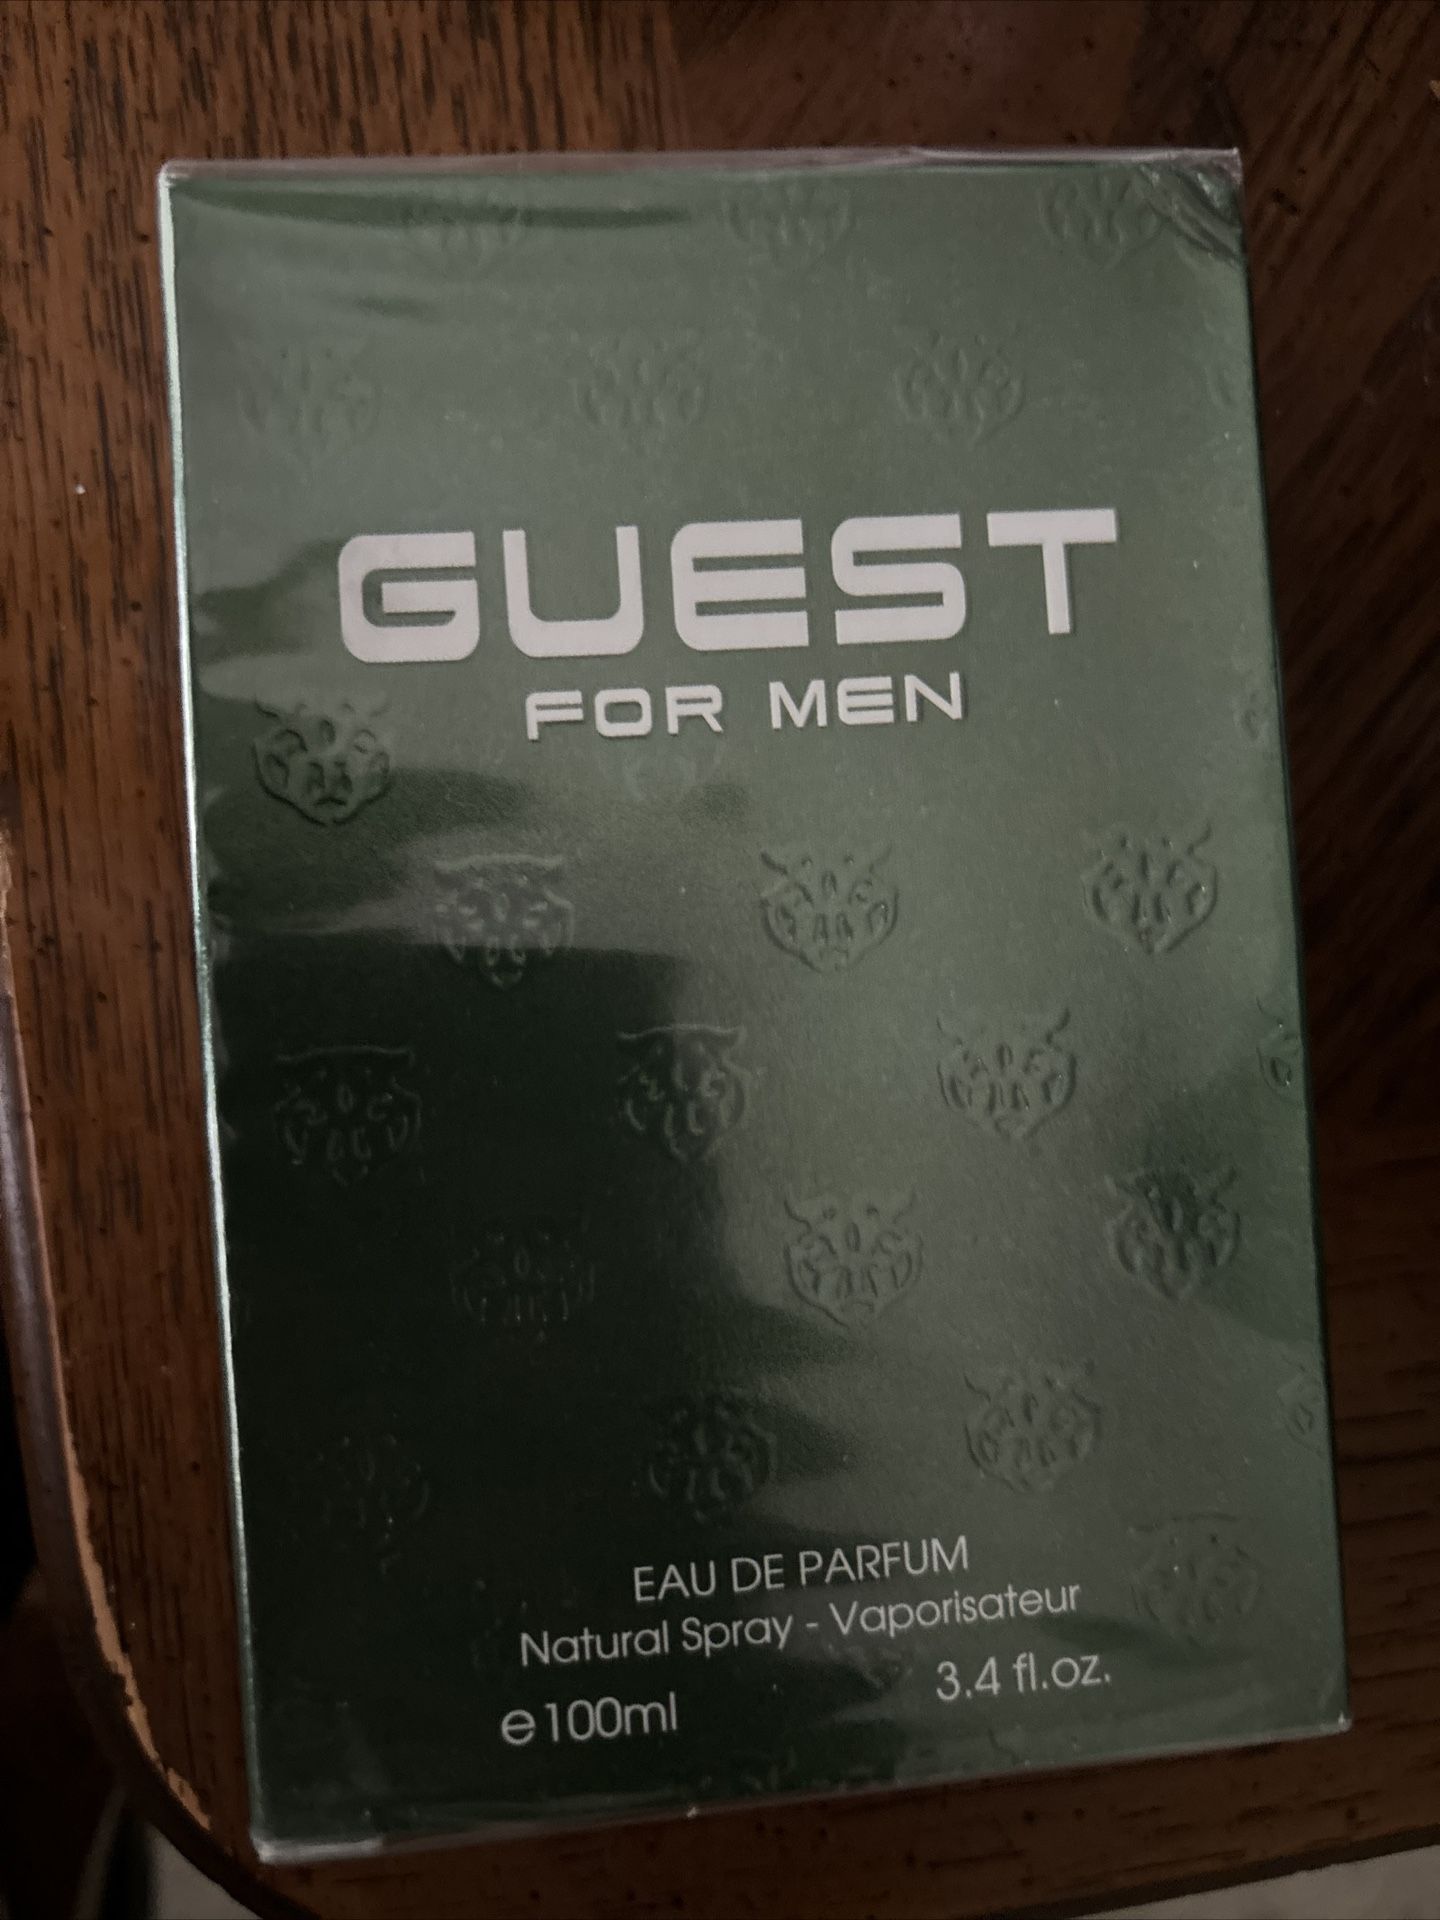 GUEST
FOR MEN
EAU DE PARFUM
Natural Spray - Vaporisateur
e100ml 3.4 fl.oz.